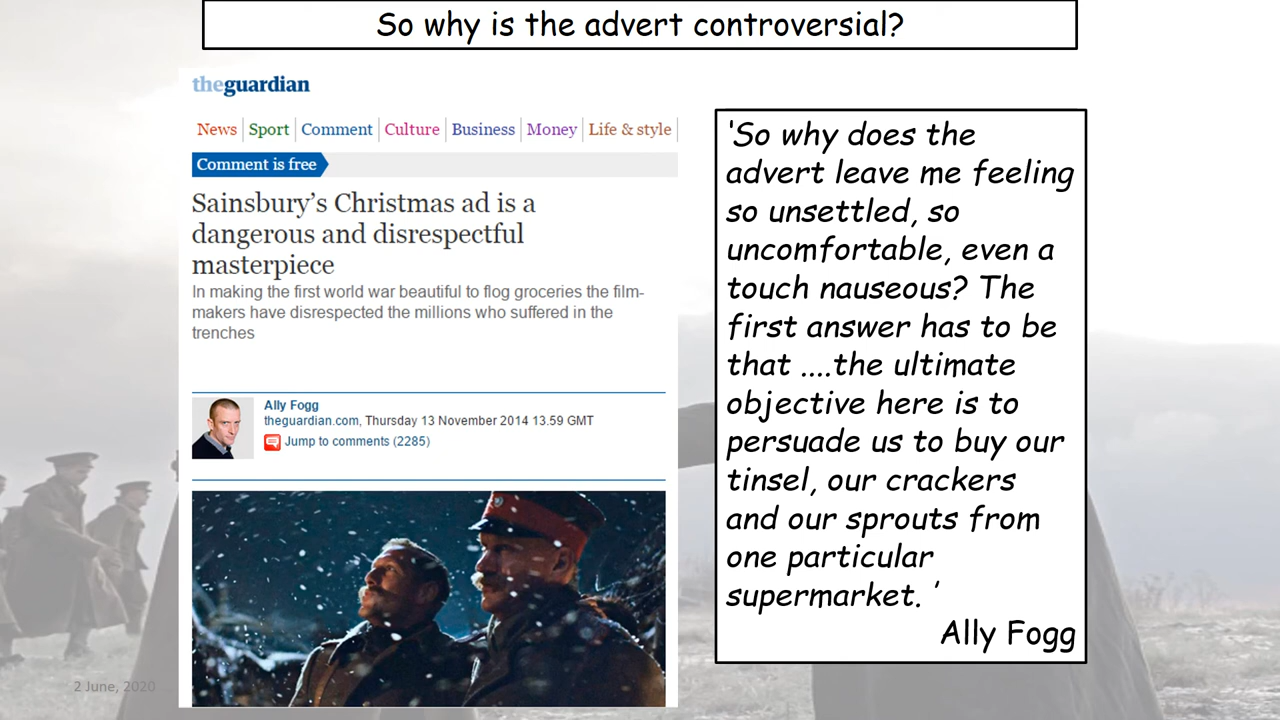 So why is the advert controversial?
theguardian
News Sport Comment Culture Business Money Life & style
Comment is free
Sainsbury's Christmas ad is a
dangerous and disrespectful
masterpiece
In making the first world war beautiful to flog groceries the film-
makers have disrespected the millions who suffered in the
trenches
Ally Fogg
theguardian.com, Thursday 13 November 2014 13.59 GMT
Jump to comments (2285)
‘So why does the
advert leave me feeling
so unsettled, so
uncomfortable, even a
touch nauseous? The
first answer has to be
that ....the ultimate
objective here is to
persuade us to buy our
tinsel, our crackers
and our sprouts from
one particular
supermarket. ’
Ally Fogg
2 June, 2020